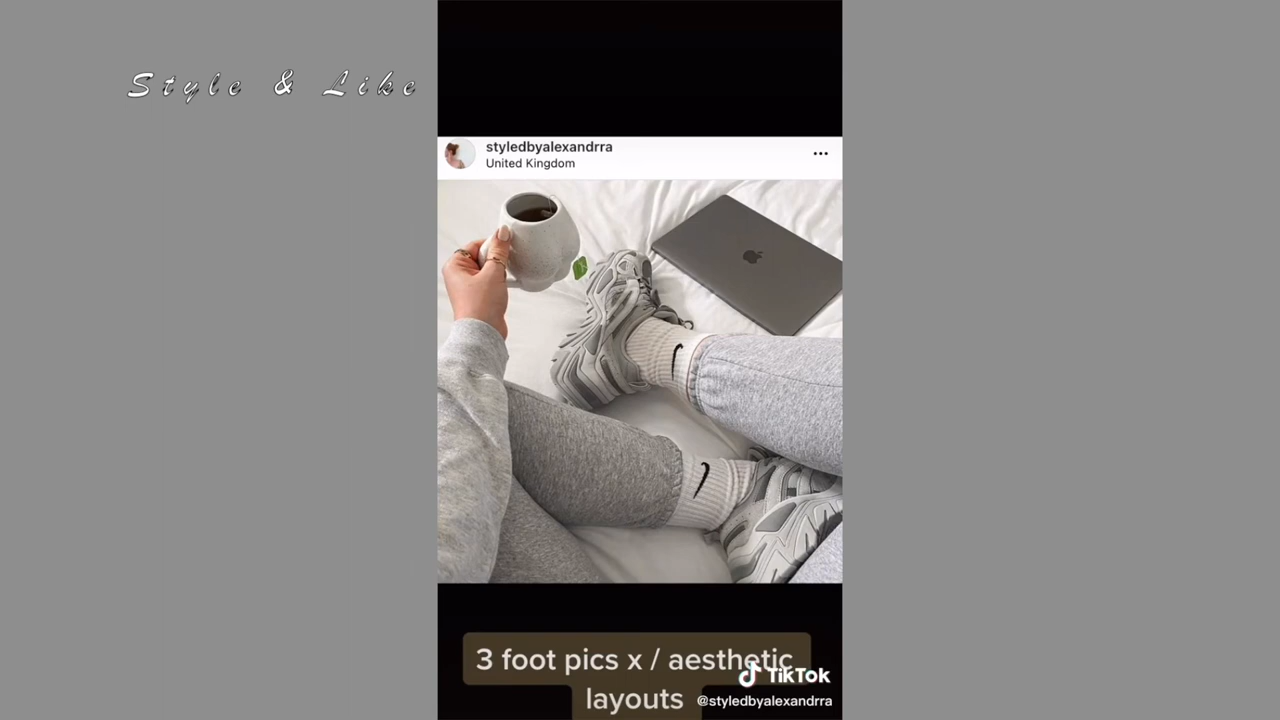 Style & Like
styledbyalexandrra
United Kingdom
3 foot pics x / aesthetic
layouts
TikTok
@styledbyalexandrra